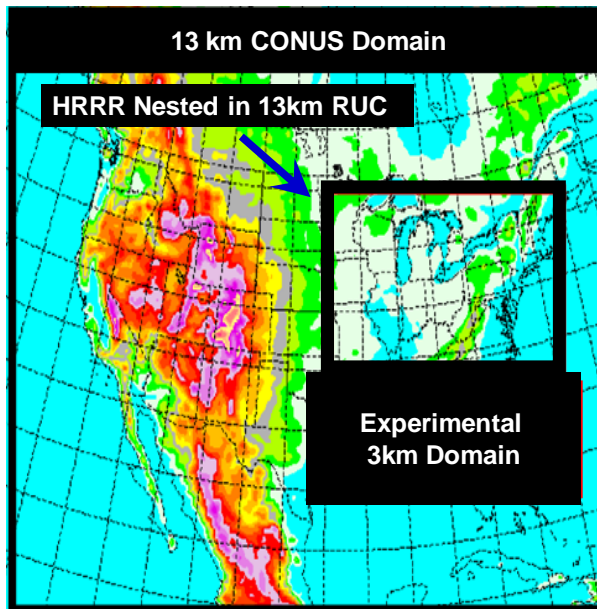 13 km CONUS Domain
HRRR Nested in 13km RUC
Experimental
3km Domain